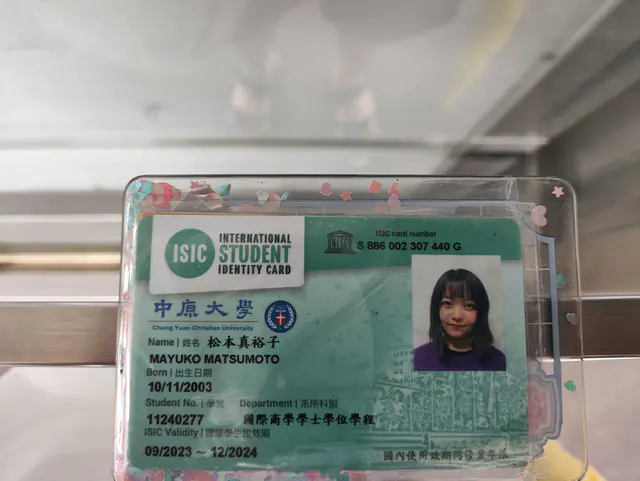 ISIC
INTERNATIONAL
STUDENT
IDENTITY CARD
ISIC card number
S 886 002 307 440 G
中原大學
Chung Yuan Christian University
Name | 姓名 松本真裕子
MAYUKO MATSUMOTO
Born | 出生日期
10/11/2003
Student No. | 學號 Department | 系所科別
11240277 國際商學學士學位學程
ISIC Validity | 國際學生證效期
09/2023 ~ 12/2024
國內使用效期同修業年限